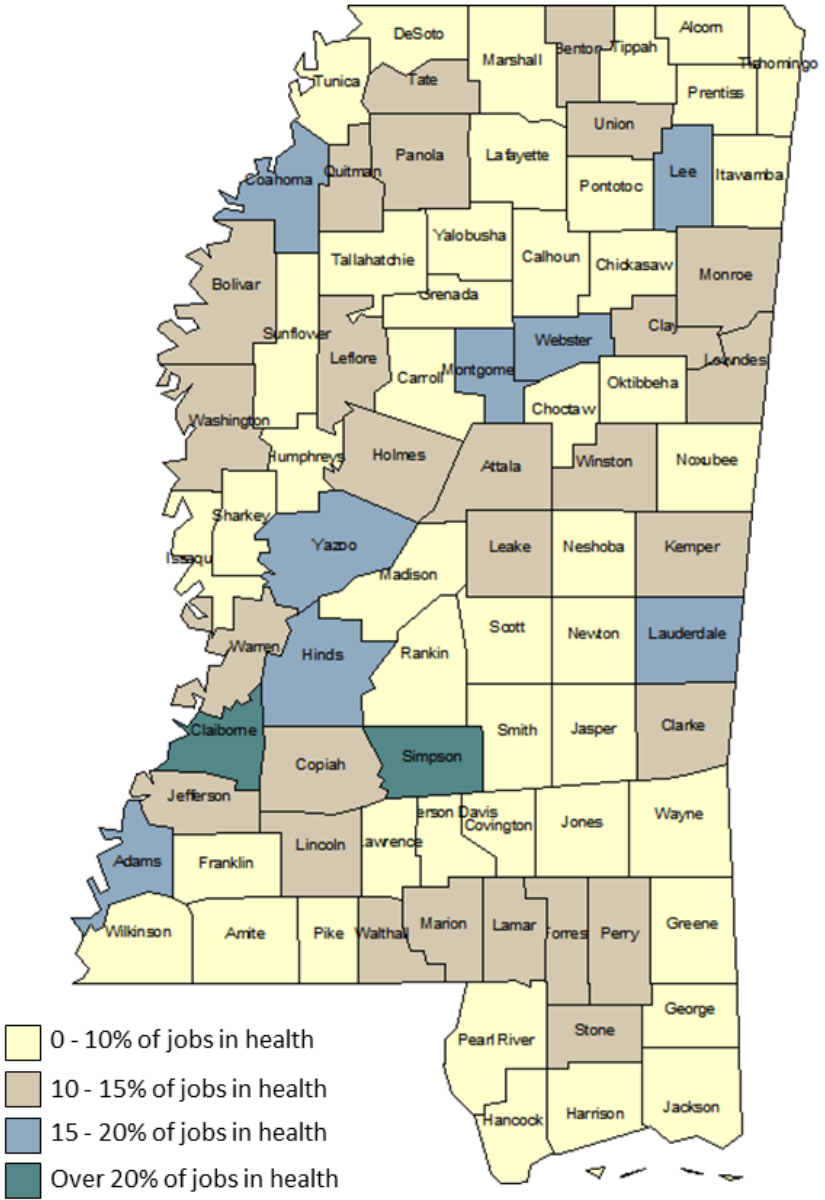 DeSoto
Marshall
Benton
Tippah
Alcorn
Tishomingo
Tunica
Tate
Prentiss
Union
Panola
Lafayette
Quitman
Coahoma
Pontotoc
Lee
Itawamba
Yalobusha
Tallahatchie
Calhoun
Chickasaw
Monroe
Bolivar
Grenada
Sunflower
Leflore
Clay
Webster
Montgome
Carroll
Lowndes
Oktibbeha
Choctaw
Washington
Humphreys
Holmes
Attala
Winston
Noxubee
Sharkey
Yazoo
Issaqu
Madison
Leake
Neshoba
Kemper
Warren
Hinds
Rankin
Scott
Newton
Lauderdale
Claiborne
Copiah
Simpson
Smith
Jasper
Clarke
Jefferson
Adams
Franklin
Lincoln
awrence
erson Davis
Covington
Jones
Wayne
Wilkinson
Amite
Pike
Walthall
Marion
Lamar
Forres
Perry
Greene
Pearl River
Stone
George
Hancock
Harrison
Jackson
0 - 10% of jobs in health
10 - 15% of jobs in health
15 - 20% of jobs in health
Over 20% of jobs in health